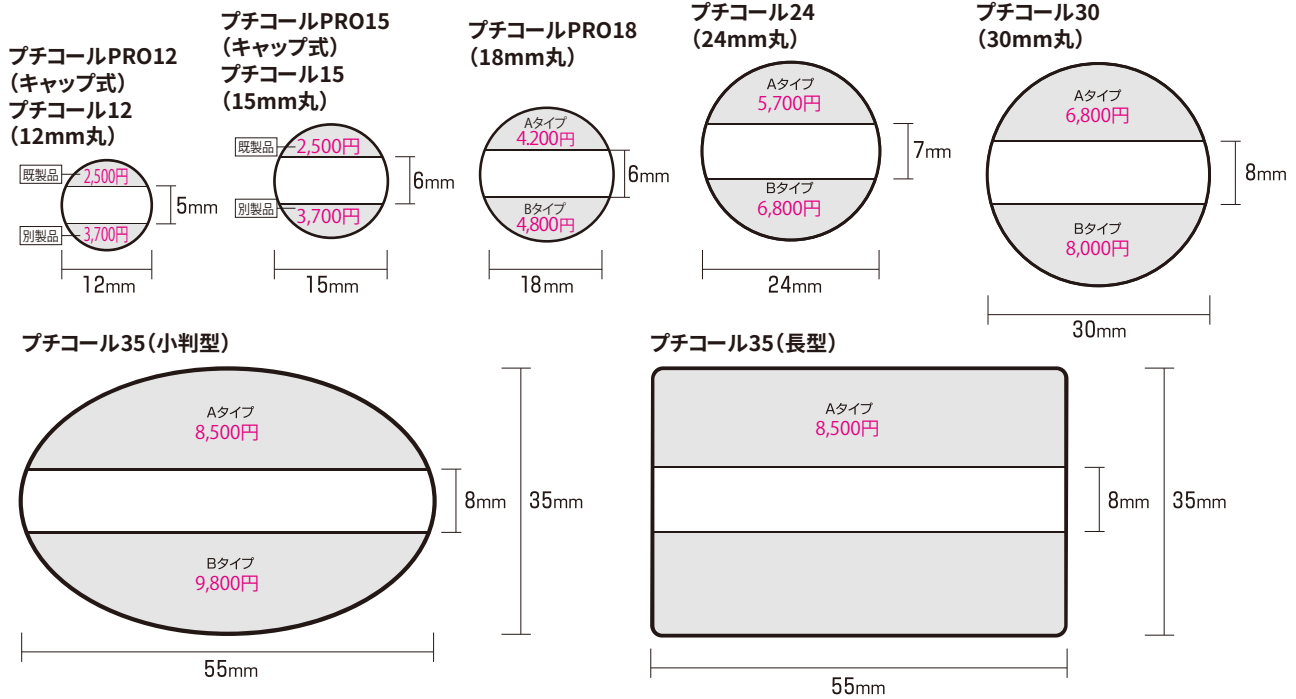 プチコールPRO12
（キャップ式）
プチコール12
（12mm丸）
既製品
2,500円
別製品
3,700円
5mm
12mm
プチコールPRO15
（キャップ式）
プチコール15
（15mm丸）
既製品
2,500円
別製品
3,700円
6mm
15mm
プチコールPRO18
（18mm丸）
Aタイプ
4.200円
Bタイプ
4,800円
6mm
18mm
プチコール24
（24mm丸）
Aタイプ
5,700円
Bタイプ
6,800円
7mm
24mm
プチコール30
（30mm丸）
Aタイプ
6,800円
Bタイプ
8,000円
8mm
30mm
プチコール35（小判型）
Aタイプ
8,500円
Bタイプ
9,800円
8mm
35mm
55mm
プチコール35（長型）
Aタイプ
8,500円
8mm
35mm
55mm